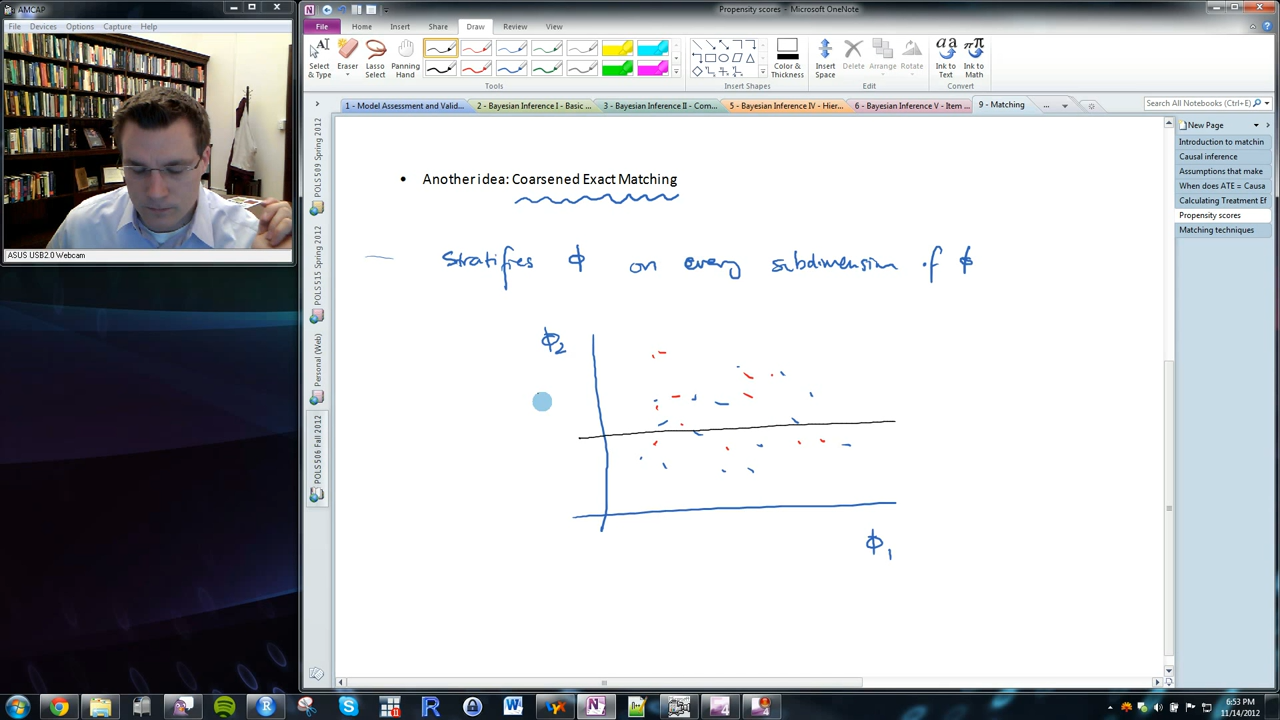 AMCAP
File Devices Options Capture Help
ASUS USB2.0 Webcam
Propensity scores - Microsoft OneNote
File Home Insert Share Draw Review View
Select & Type
Eraser
Lasso Select
Panning Hand
Tools
Insert Shapes
Color & Thickness
Insert Space
Delete
Arrange
Rotate
Edit
Ink to Text
Ink to Math
Convert
1 - Model Assessment and Valid...
2 - Bayesian Inference I - Basic ...
3 - Bayesian Inference II - Com...
5 - Bayesian Inference IV - Hier...
6 - Bayesian Inference V - Item ...
9 - Matching
...
Search All Notebooks (Ctrl+E)
POLS 509 Spring 2012
POLS 515 Spring 2012
Personal (Web)
POLS 506 Fall 2012
New Page
Introduction to matchin
Causal inference
Assumptions that make
When does ATE = Causa
Calculating Treatment Ef
Propensity scores
Matching techniques
• Another idea: Coarsened Exact Matching
— Stratifies ϕ on every subdimension of ϕ
ϕ2
ϕ1
6:53 PM
11/14/2012